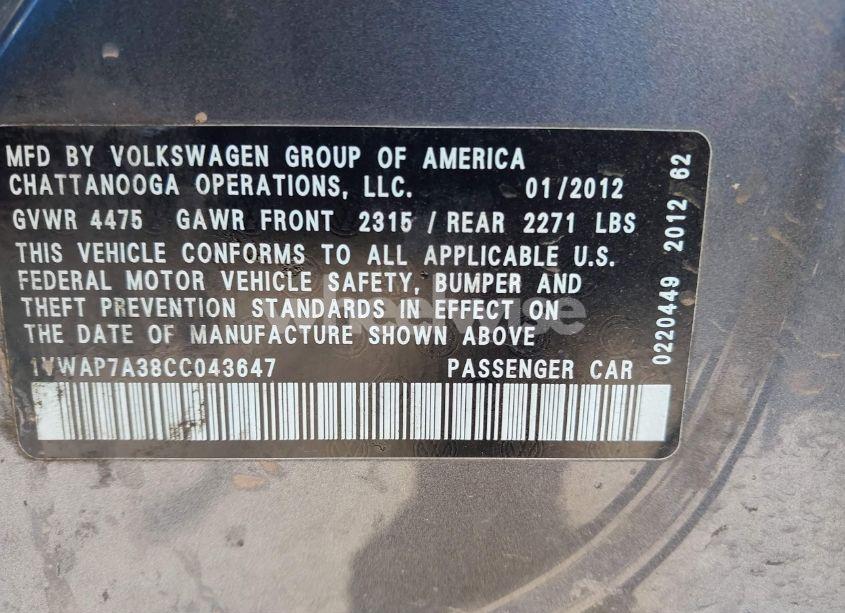 MFD BY VOLKSWAGEN GROUP OF AMERICA
CHATTANOOGA OPERATIONS, LLC. 01/2012
GVWR 4475 GAWR FRONT 2315 / REAR 2271 LBS
THIS VEHICLE CONFORMS TO ALL APPLICABLE U.S.
FEDERAL MOTOR VEHICLE SAFETY, BUMPER AND
THEFT PREVENTION STANDARDS IN EFFECT ON
THE DATE OF MANUFACTURE SHOWN ABOVE
1VWAP7A38CC043647 PASSENGER CAR
0220449 2012 62